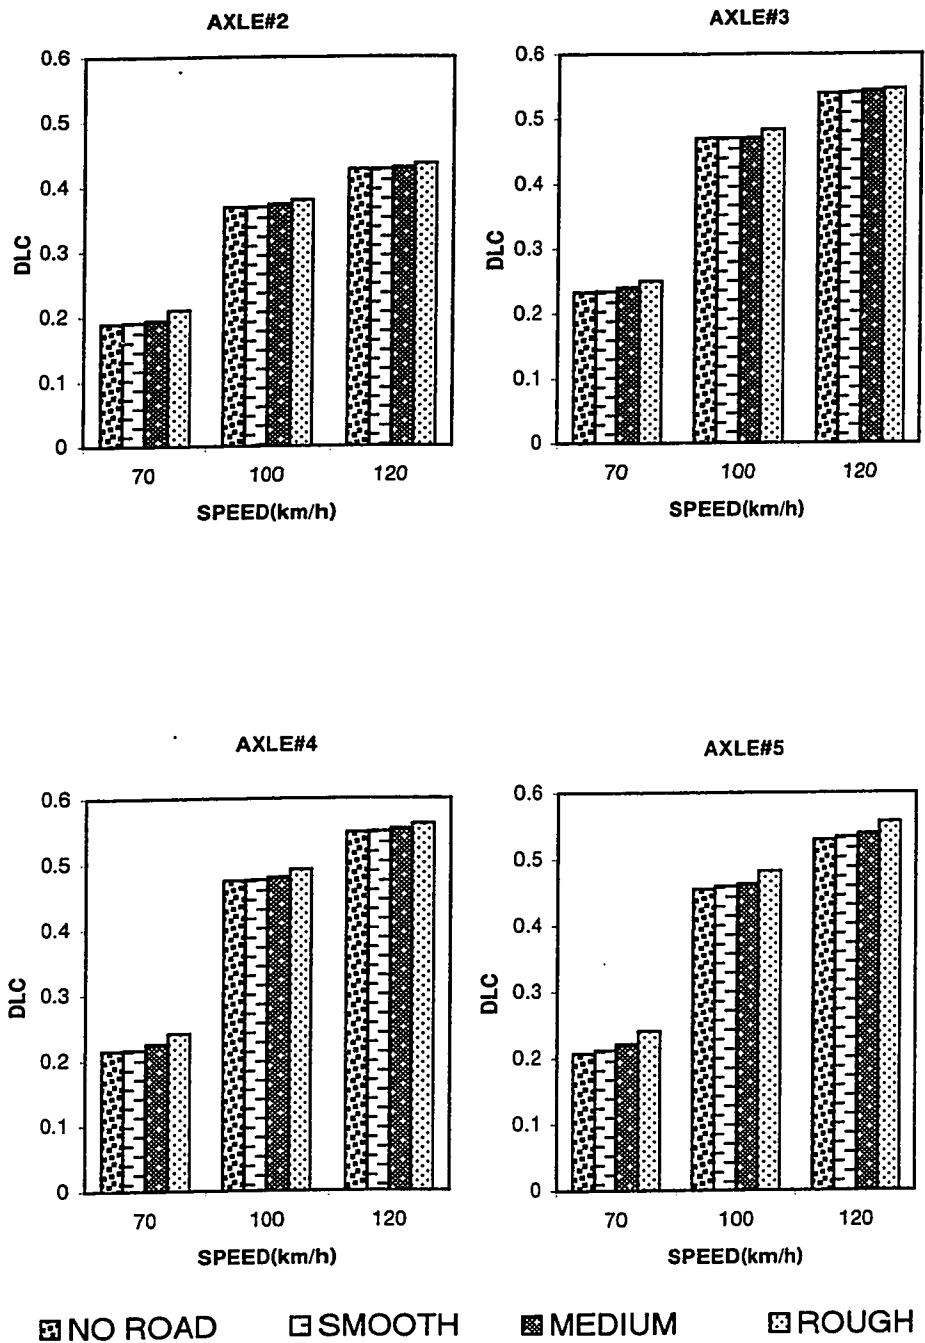 AXLE#2
0.6
0.5
0.4
0.3
0.2
0.1
0
DLC
70 100 120
SPEED(km/h)
AXLE#3
0.6
0.5
0.4
0.3
0.2
0.1
0
DLC
70 100 120
SPEED(km/h)
AXLE#4
0.6
0.5
0.4
0.3
0.2
0.1
0
DLC
70 100 120
SPEED(km/h)
AXLE#5
0.6
0.5
0.4
0.3
0.2
0.1
0
DLC
70 100 120
SPEED(km/h)
NO ROAD SMOOTH MEDIUM ROUGH